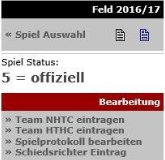 Feld 2016/17
« Spiel Auswahl
Spiel Status:
5 = offiziell
Bearbeitung
» Team NHTC eintragen
» Team HTHC eintragen
» Spielprotokoll bearbeiten
» Schiedsrichter Eintrag